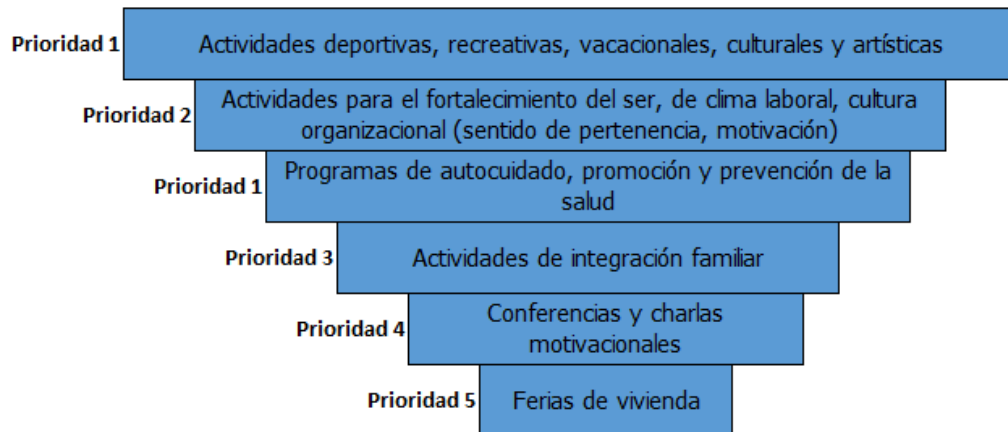 Prioridad 1
Actividades deportivas, recreativas, vacacionales, culturales y artísticas
Prioridad 2
Actividades para el fortalecimiento del ser, de clima laboral, cultura
organizacional (sentido de pertenencia, motivación)
Prioridad 1
Programas de autocuidado, promoción y prevención de la
salud
Prioridad 3
Actividades de integración familiar
Prioridad 4
Conferencias y charlas
motivacionales
Prioridad 5
Ferias de vivienda